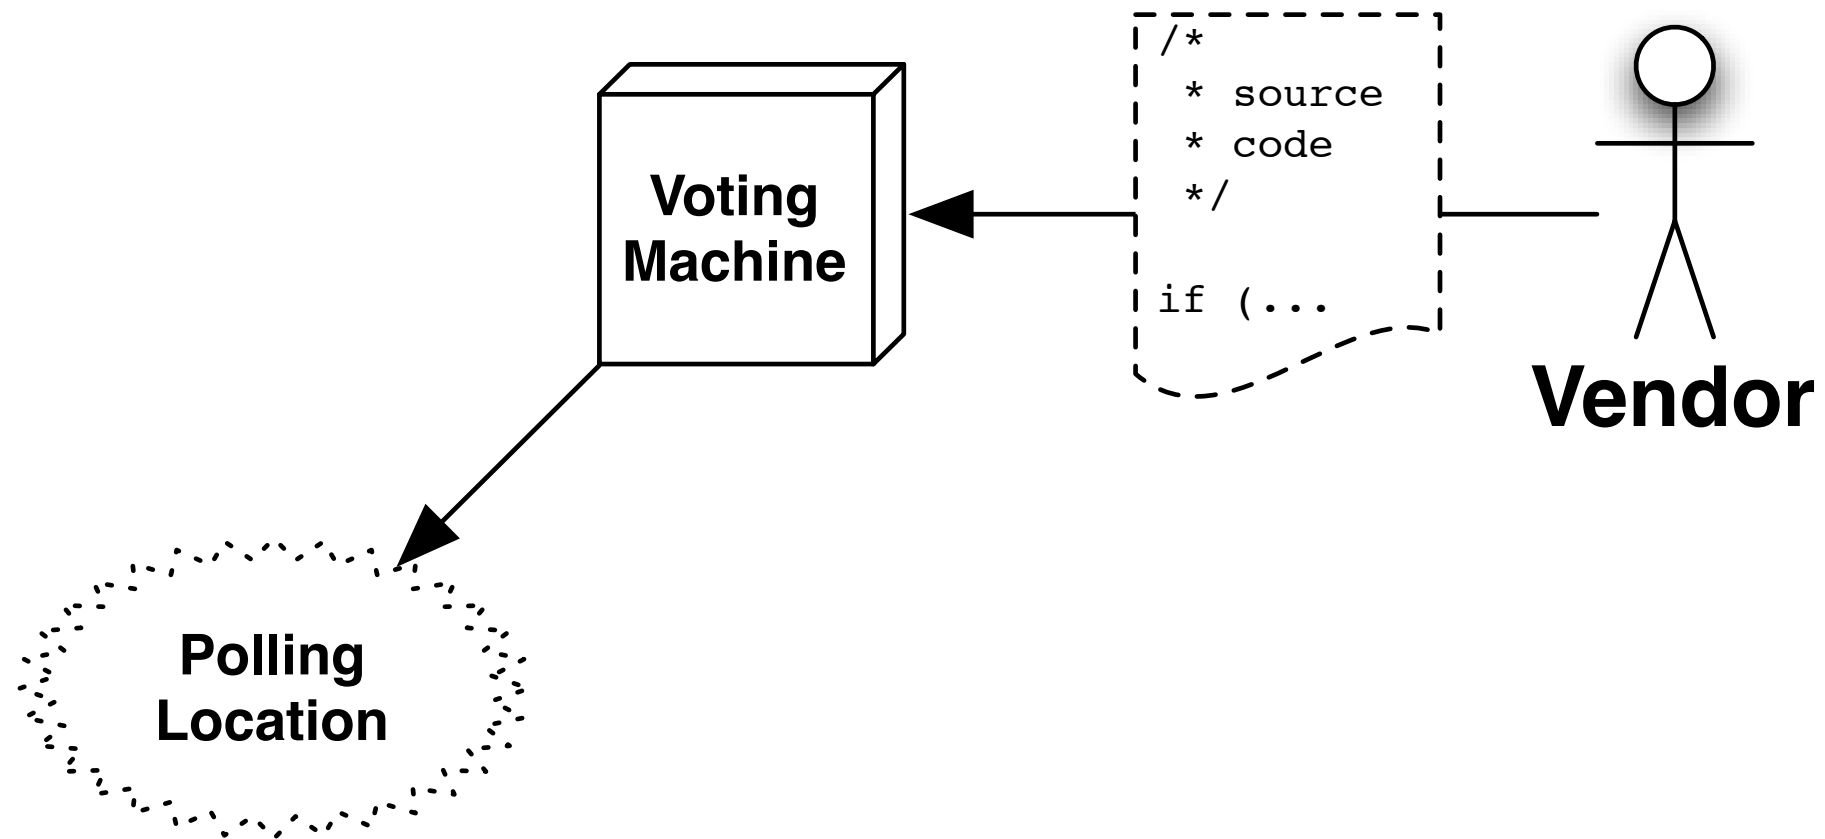 /*
 * source
 * code
 */
if (...
Voting
Machine
Vendor
Polling
Location